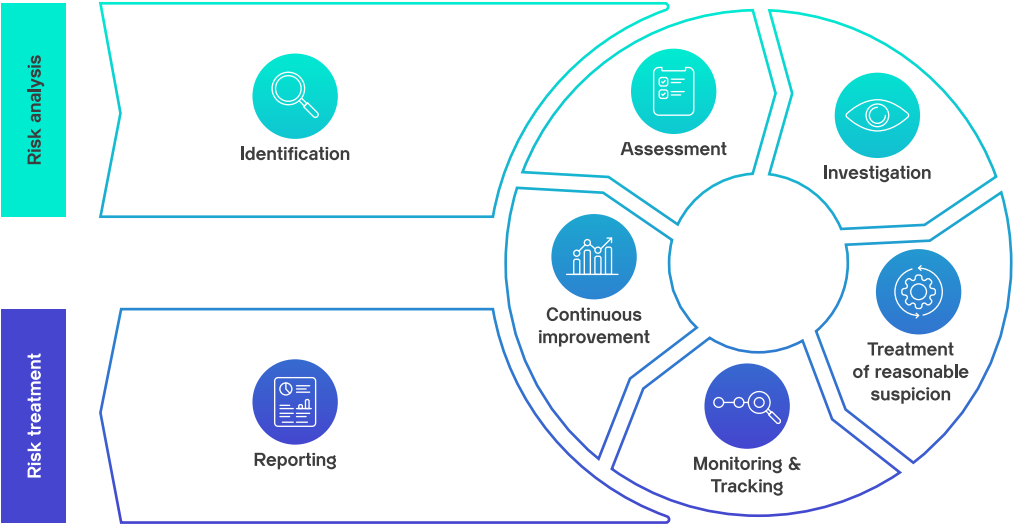 Risk analysis
Identification
Assessment
Investigation
Continuous
improvement
Treatment
of reasonable
suspicion
Risk treatment
Reporting
Monitoring &
Tracking